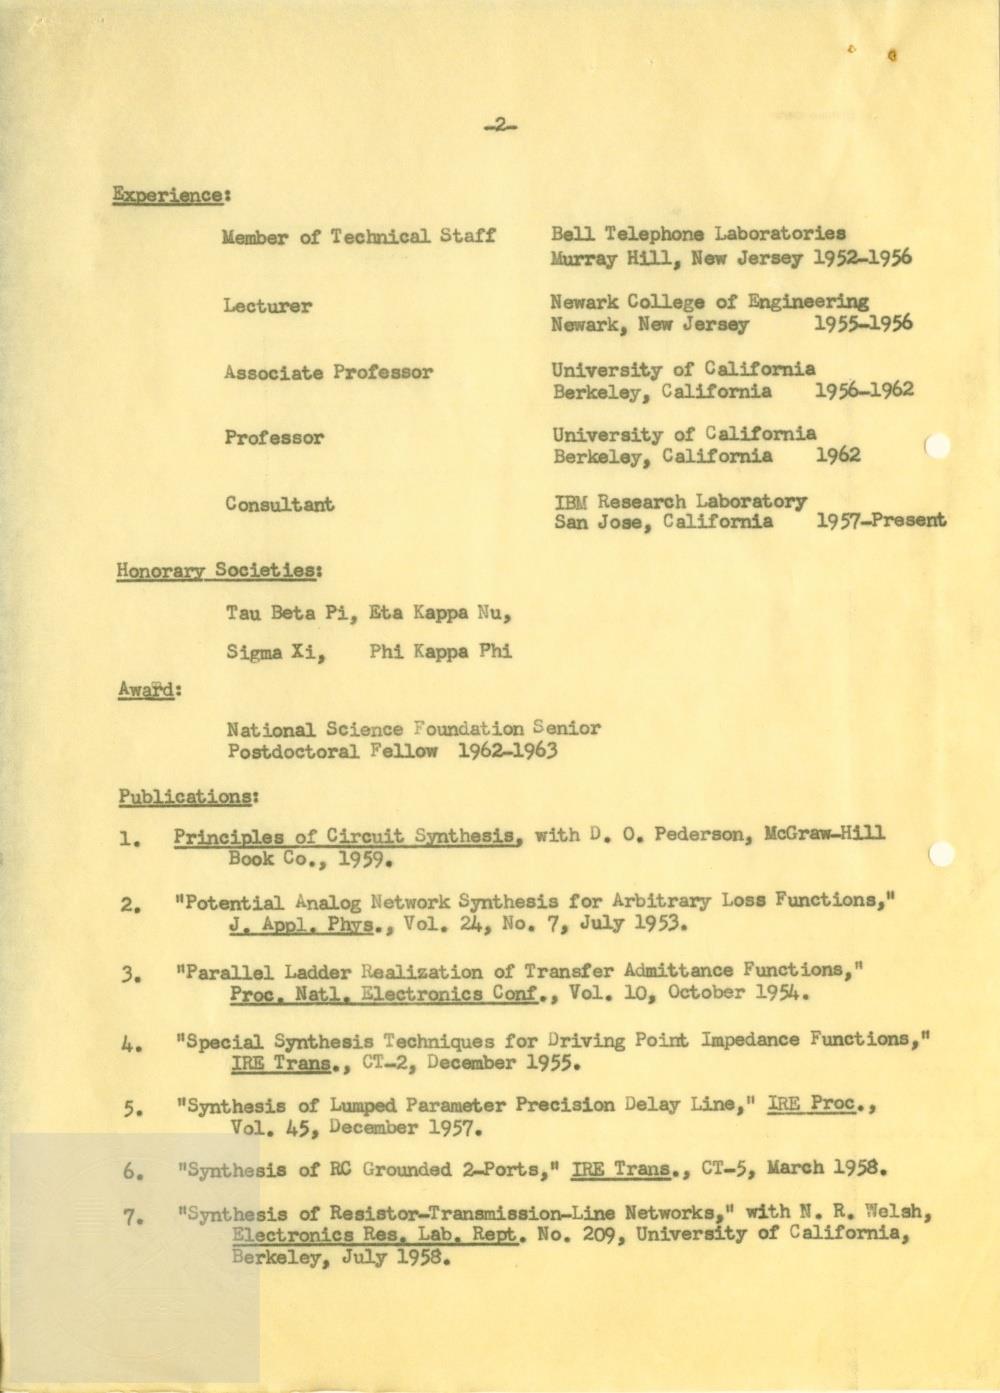 -2-
Experience:
Member of Technical Staff Bell Telephone Laboratories
Murray Hill, New Jersey 1952-1956
Lecturer Newark College of Engineering
Newark, New Jersey 1955-1956
Associate Professor University of California
Berkeley, California 1956-1962
Professor University of California
Berkeley, California 1962
Consultant IBM Research Laboratory
San Jose, California 1957-Present
Honorary Societies:
Tau Beta Pi, Eta Kappa Nu,
Sigma Xi, Phi Kappa Phi
Award:
National Science Foundation Senior
Postdoctoral Fellow 1962-1963
Publications:
1. Principles of Circuit Synthesis, with D. O. Pederson, McGraw-Hill
Book Co., 1959.
2. "Potential Analog Network Synthesis for Arbitrary Loss Functions,"
J. Appl. Phys., Vol. 24, No. 7, July 1953.
3. "Parallel Ladder Realization of Transfer Admittance Functions,"
Proc. Natl. Electronics Conf., Vol. 10, October 1954.
4. "Special Synthesis Techniques for Driving Point Impedance Functions,"
IRE Trans., CT-2, December 1955.
5. "Synthesis of Lumped Parameter Precision Delay Line," IRE Proc.,
Vol. 45, December 1957.
6. "Synthesis of RC Grounded 2-Ports," IRE Trans., CT-5, March 1958.
7. "Synthesis of Resistor-Transmission-Line Networks," with N. R. Welsh,
Electronics Res. Lab. Rept. No. 209, University of California,
Berkeley, July 1958.